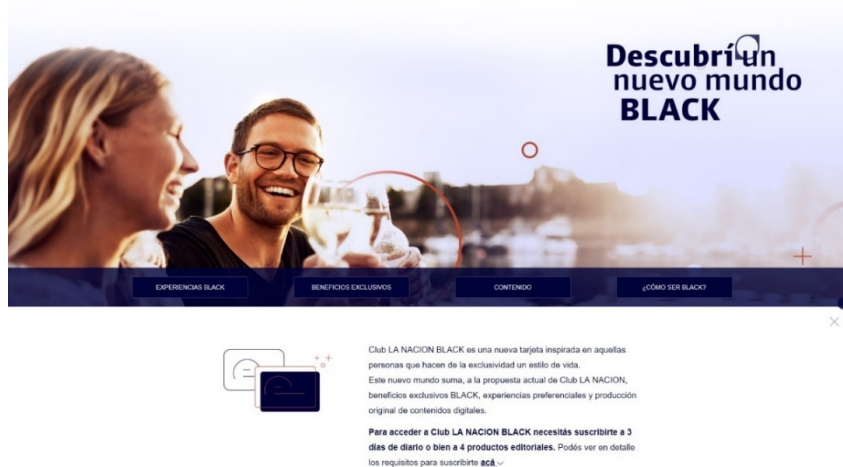 Descubrí un
nuevo mundo
BLACK
EXPERIENCIAS BLACK
BENEFICIOS EXCLUSIVOS
CONTENIDO
¿CÓMO SER BLACK?
Club LA NACION BLACK es una nueva tarjeta inspirada en aquellas
personas que hacen de la exclusividad un estilo de vida.
Este nuevo mundo suma, a la propuesta actual de Club LA NACION,
beneficios exclusivos BLACK, experiencias preferenciales y producción
original de contenidos digitales.
Para acceder a Club LA NACION BLACK necesitás suscribirte a 3
días de diario o bien a 4 productos editoriales. Podés ver en detalle
los requisitos para suscribirte acá